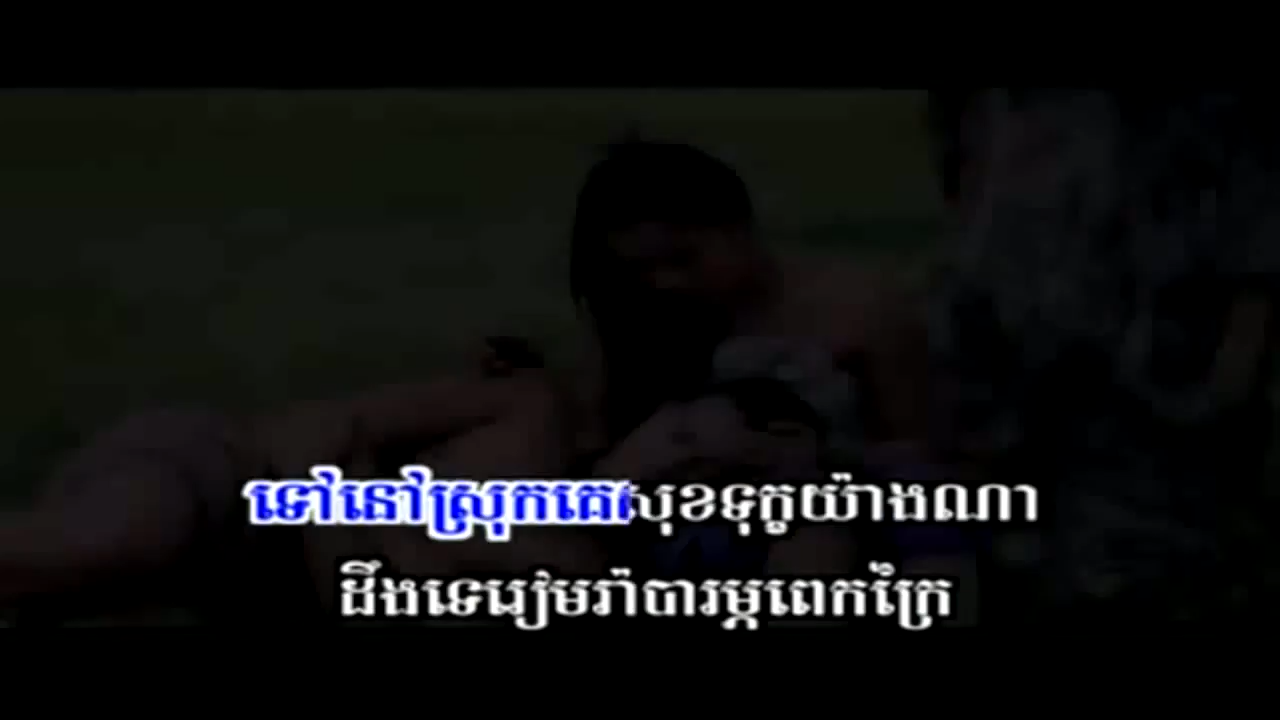 ទៅនៅស្រុកគេសុខទុក្ខយ៉ាងណា
ដឹងទេរៀមរ៉ាបារម្ភពេកក្រៃ